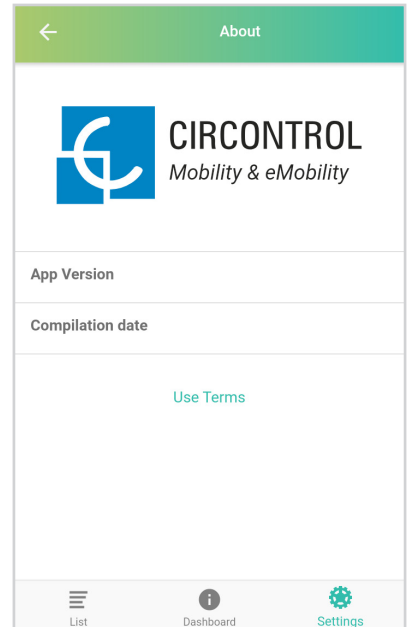 About
CIRCONTROL
Mobility & eMobility
App Version
Compilation date
Use Terms
List
Dashboard
Settings